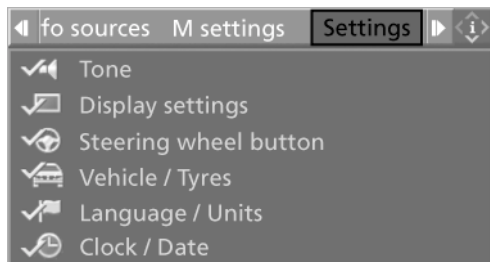 fo sources M settings Settings i
Tone
Display settings
Steering wheel button
Vehicle / Tyres
Language / Units
Clock / Date